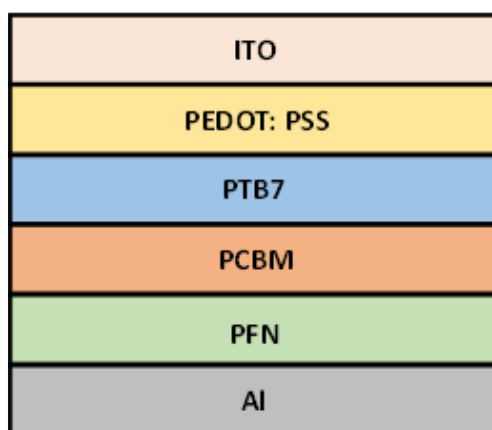 ITO
PEDOT: PSS
PTB7
PCBM
PFN
Al